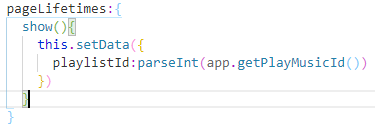 pageLifetimes:{
  show(){
    this.setData({
      playlistId:parseInt(app.getPlayMusicId())
    })
  }
}